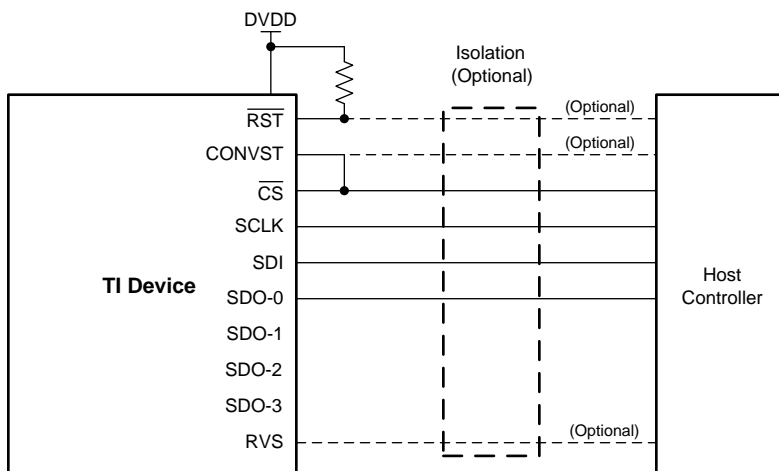 DVDD
Isolation
(Optional)
RST
(Optional)
CONVST
(Optional)
CS
SCLK
SDI
TI Device
SDO-0
Host
Controller
SDO-1
SDO-2
SDO-3
RVS
(Optional)